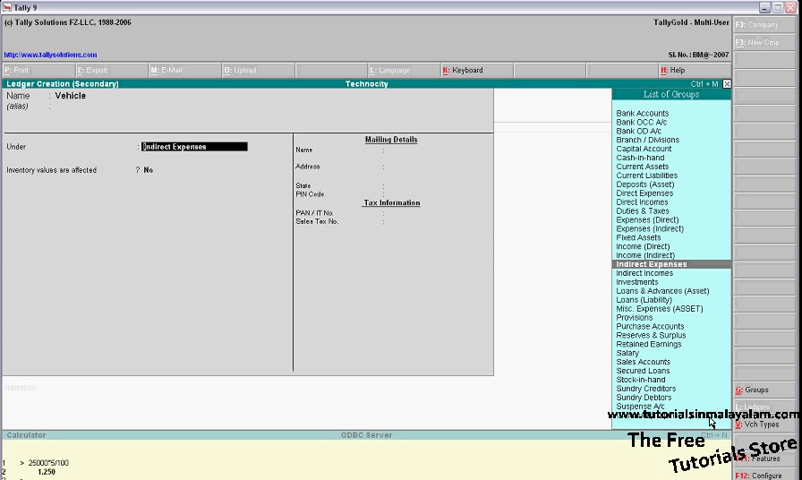 Tally 9
(c) Tally Solutions FZ-LLC, 1988-2006
TallyGold - Multi-User
F3: Company
http://www.tallysolutions.com
Sl. No.: BM@~2007
F3: New Cmp
P: Print
E: Export
M: E-Mail
O: Upload
L: Language
K: Keyboard
H: Help
Ledger Creation (Secondary)
Technocity
Ctrl + M
Name : Vehicle
(alias) :
List of Groups
Under : Indirect Expenses
Inventory values are affected ? No
Mailing Details
Name :
Address :
State :
PIN Code :
Tax Information
PAN / IT No. :
Sales Tax No. :
Bank Accounts
Bank OCC A/c
Bank OD A/c
Branch / Divisions
Capital Account
Cash-in-hand
Current Assets
Current Liabilities
Deposits (Asset)
Direct Expenses
Direct Incomes
Duties & Taxes
Expenses (Direct)
Expenses (Indirect)
Fixed Assets
Income (Direct)
Income (Indirect)
Indirect Expenses
Indirect Incomes
Investments
Loans & Advances (Asset)
Loans (Liability)
Misc. Expenses (ASSET)
Provisions
Purchase Accounts
Reserves & Surplus
Retained Earnings
Salary
Sales Accounts
Secured Loans
Stock-in-hand
Sundry Creditors
Sundry Debtors
Suspense A/c
G: Groups
www.tutorialsinmalayalam.com
V: Vch Types
The Free
Tutorials Store
Calculator
ODBC Server
Ctrl + N
1 > 25000*5/100
2 1,250
F11: Features
F12: Configure